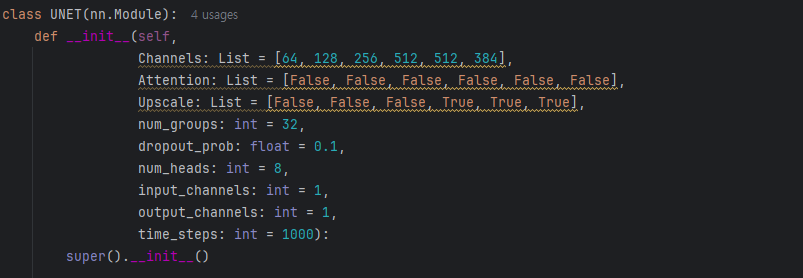 class UNET(nn.Module): 4 usages
    def __init__(self,
                 Channels: List = [64, 128, 256, 512, 512, 384],
                 Attention: List = [False, False, False, False, False, False],
                 Upscale: List = [False, False, False, True, True, True],
                 num_groups: int = 32,
                 dropout_prob: float = 0.1,
                 num_heads: int = 8,
                 input_channels: int = 1,
                 output_channels: int = 1,
                 time_steps: int = 1000):
        super().__init__()